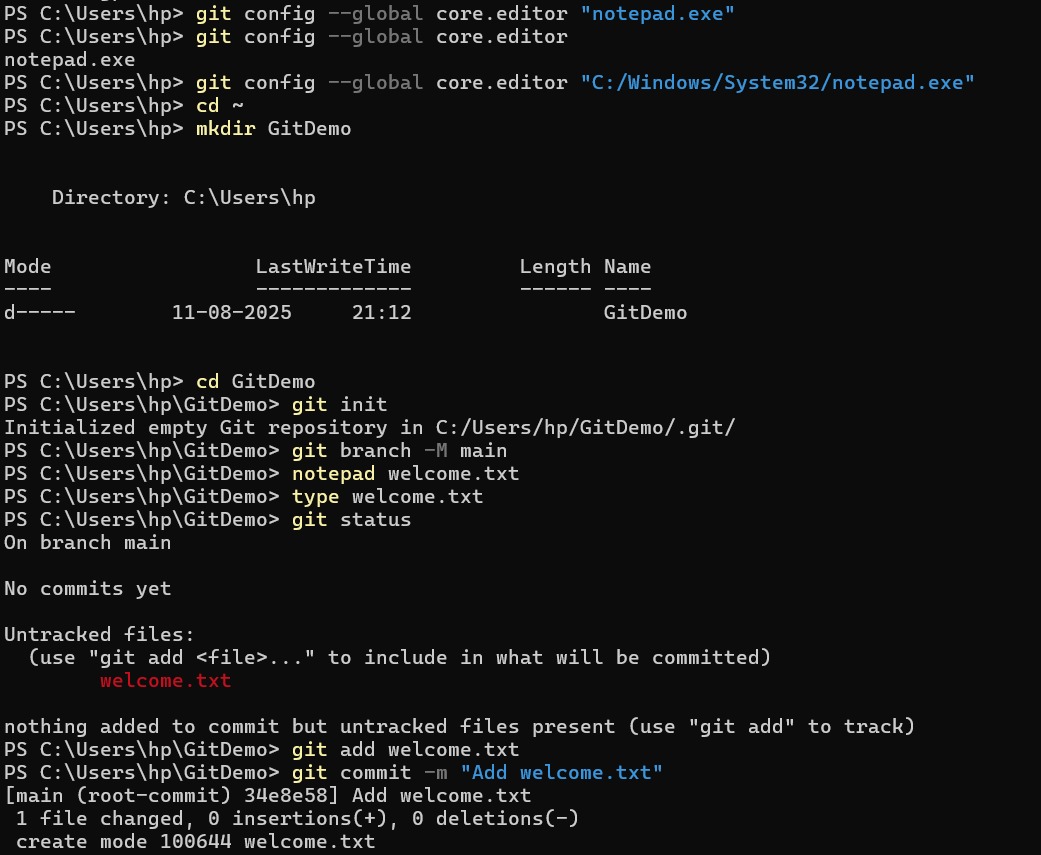 PS C:\Users\hp> git config --global core.editor "notepad.exe"
PS C:\Users\hp> git config --global core.editor
notepad.exe
PS C:\Users\hp> git config --global core.editor "C:/Windows/System32/notepad.exe"
PS C:\Users\hp> cd ~
PS C:\Users\hp> mkdir GitDemo
    Directory: C:\Users\hp
Mode                 LastWriteTime         Length Name
----                 -------------         ------ ----
d-----        11-08-2025     21:12                GitDemo
PS C:\Users\hp> cd GitDemo
PS C:\Users\hp\GitDemo> git init
Initialized empty Git repository in C:/Users/hp/GitDemo/.git/
PS C:\Users\hp\GitDemo> git branch -M main
PS C:\Users\hp\GitDemo> notepad welcome.txt
PS C:\Users\hp\GitDemo> type welcome.txt
PS C:\Users\hp\GitDemo> git status
On branch main
No commits yet
Untracked files:
  (use "git add <file>..." to include in what will be committed)
        welcome.txt
nothing added to commit but untracked files present (use "git add" to track)
PS C:\Users\hp\GitDemo> git add welcome.txt
PS C:\Users\hp\GitDemo> git commit -m "Add welcome.txt"
[main (root-commit) 34e8e58] Add welcome.txt
 1 file changed, 0 insertions(+), 0 deletions(-)
 create mode 100644 welcome.txt